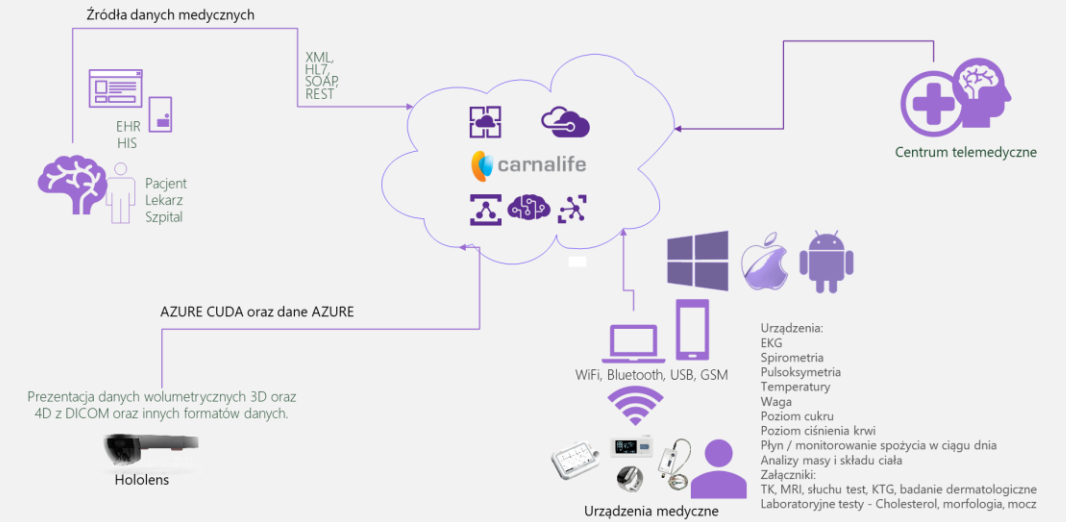 Źródła danych medycznych
XML,
HL7,
SOAP,
REST
EHR
HIS
Pacjent
Lekarz
Szpital
carnalife
Centrum telemedyczne
AZURE CUDA oraz dane AZURE
Prezentacja danych wolumetrycznych 3D oraz
4D z DICOM oraz innych formatów danych.
Hololens
WiFi, Bluetooth, USB, GSM
Urządzenia medyczne
Urządzenia:
EKG
Spirometria
Pulsoksymetria
Temperatury
Waga
Poziom cukru
Poziom ciśnienia krwi
Płyn / monitorowanie spożycia w ciągu dnia
Analizy masy i składu ciała
Załączniki:
TK, MRI, słuchu test, KTG, badanie dermatologiczne
Laboratoryjne testy - Cholesterol, morfologia, mocz